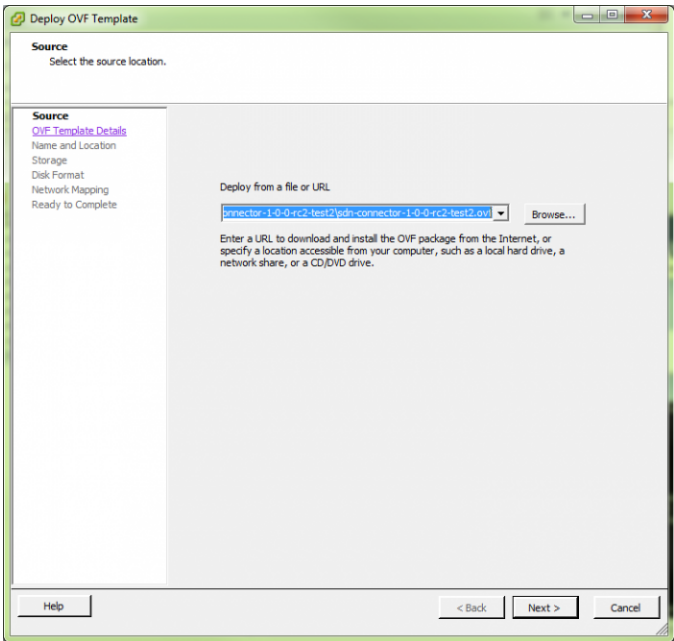 Deploy OVF Template
Source
Select the source location.
Source
OVF Template Details
Name and Location
Storage
Disk Format
Network Mapping
Ready to Complete
Deploy from a file or URL
onnector-1-0-0-rc2-test2\sdn-connector-1-0-0-rc2-test2.ovf
Browse...
Enter a URL to download and install the OVF package from the Internet, or
specify a location accessible from your computer, such as a local hard drive, a
network share, or a CD/DVD drive.
Help
< Back
Next >
Cancel